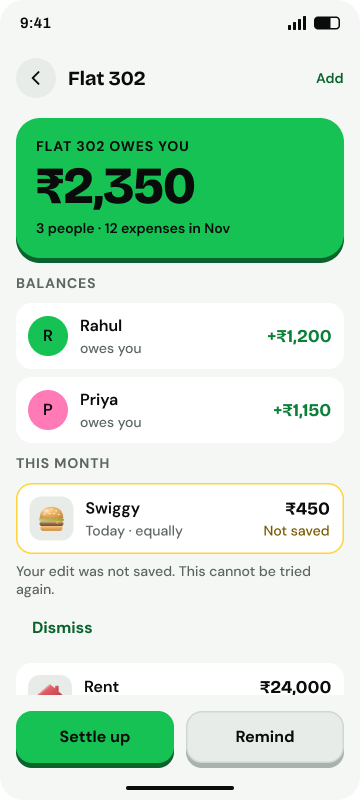 9:41
Flat 302
Add
FLAT 302 OWES YOU
₹2,350
3 people · 12 expenses in Nov
BALANCES
R
Rahul
+₹1,200
owes you
P
Priya
+₹1,150
owes you
THIS MONTH
Swiggy
₹450
Today · equally
Not saved
Your edit was not saved. This cannot be tried
again.
Dismiss
Rent
₹24,000
Settle up
Remind